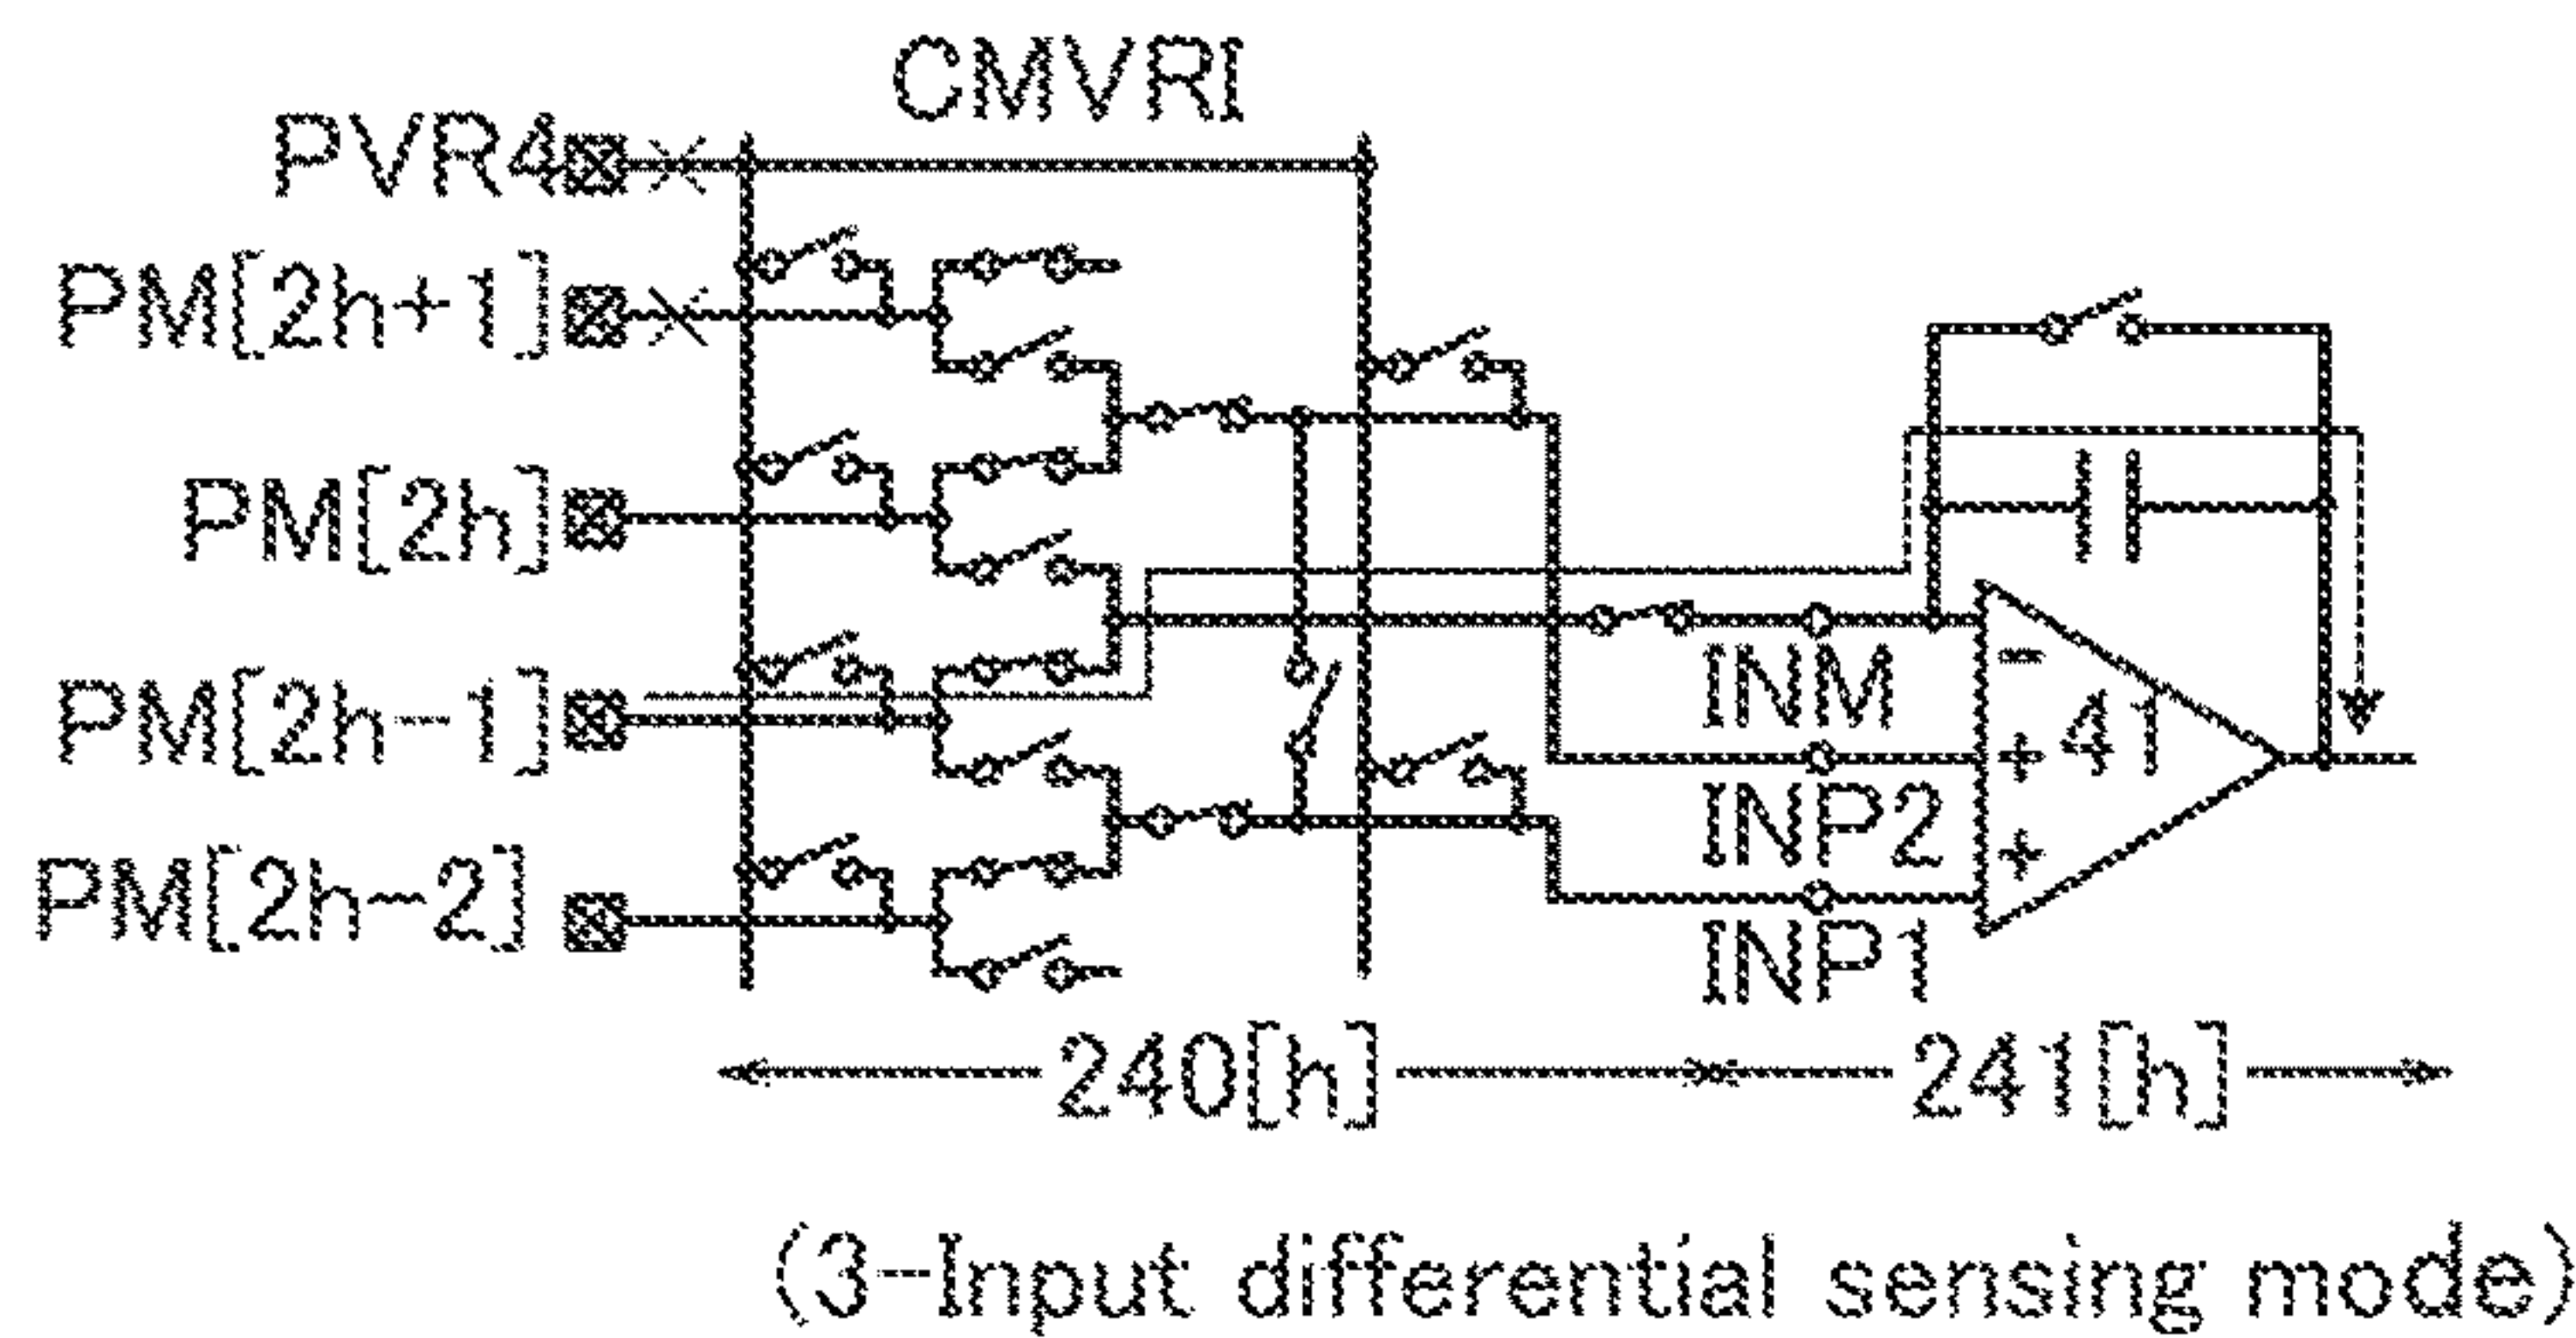 CMVRI
PVR4
PM[2h+1]
PM[2h]
PM[2h-1]
PM[2h-2]
INM
INP2
INP1
-
+
+
41
240[h]
241[h]
(3-Input differential sensing mode)